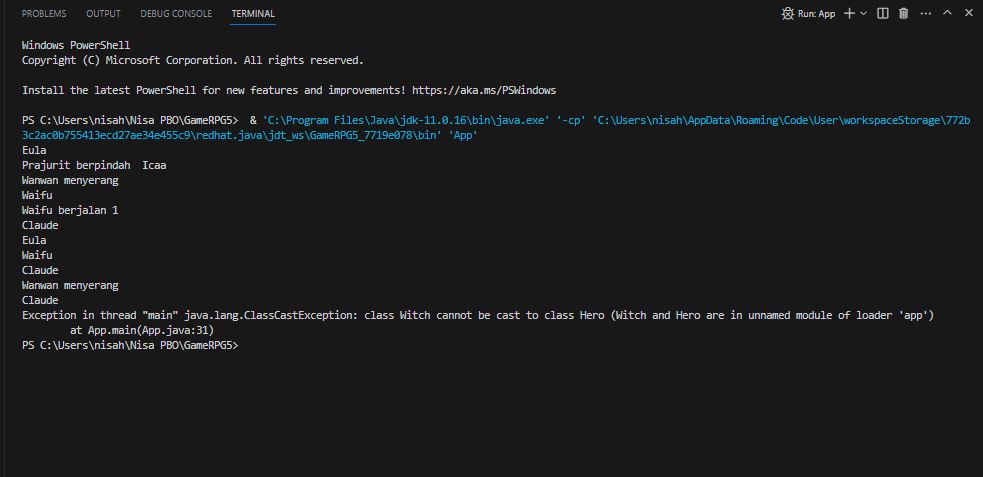 PROBLEMS OUTPUT DEBUG CONSOLE TERMINAL Run: App
Windows PowerShell
Copyright (C) Microsoft Corporation. All rights reserved.
Install the latest PowerShell for new features and improvements! https://aka.ms/PSWindows
PS C:\Users\nisah\Nisa PBO\GameRPG5>  & 'C:\Program Files\Java\jdk-11.0.16\bin\java.exe' '-cp' 'C:\Users\nisah\AppData\Roaming\Code\User\workspaceStorage\772b
3c2ac0b755413ecd27ae34e455c9\redhat.java\jdt_ws\GameRPG5_7719e078\bin' 'App'
Eula
Prajurit berpindah  Icaa
Wanwan menyerang
Waifu
Waifu berjalan 1
Claude
Eula
Waifu
Claude
Wanwan menyerang
Claude
Exception in thread "main" java.lang.ClassCastException: class Witch cannot be cast to class Hero (Witch and Hero are in unnamed module of loader 'app')
        at App.main(App.java:31)
PS C:\Users\nisah\Nisa PBO\GameRPG5>